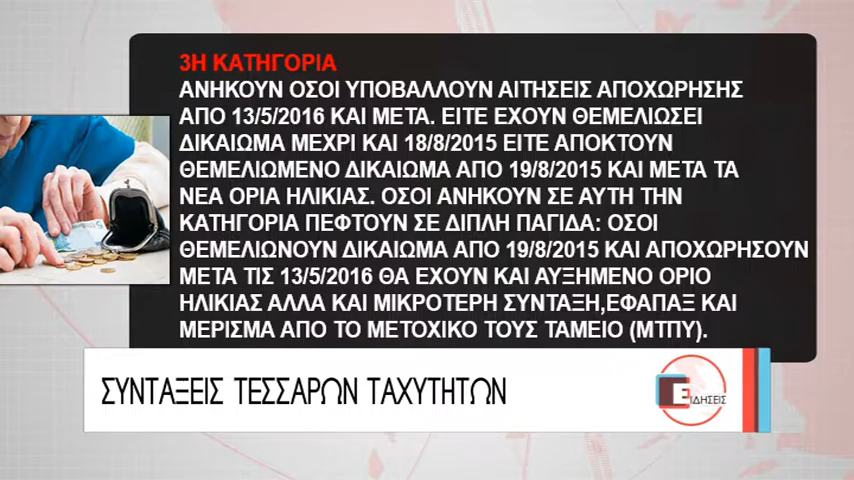 3Η ΚΑΤΗΓΟΡΙΑ
ΑΝΗΚΟΥΝ ΟΣΟΙ ΥΠΟΒΑΛΛΟΥΝ ΑΙΤΗΣΕΙΣ ΑΠΟΧΩΡΗΣΗΣ
ΑΠΟ 13/5/2016 ΚΑΙ ΜΕΤΑ. ΕΙΤΕ ΕΧΟΥΝ ΘΕΜΕΛΙΩΣΕΙ
ΔΙΚΑΙΩΜΑ ΜΕΧΡΙ ΚΑΙ 18/8/2015 ΕΙΤΕ ΑΠΟΚΤΟΥΝ
ΘΕΜΕΛΙΩΜΕΝΟ ΔΙΚΑΙΩΜΑ ΑΠΟ 19/8/2015 ΚΑΙ ΜΕΤΑ ΤΑ
ΝΕΑ ΟΡΙΑ ΗΛΙΚΙΑΣ. ΟΣΟΙ ΑΝΗΚΟΥΝ ΣΕ ΑΥΤΗ ΤΗΝ
ΚΑΤΗΓΟΡΙΑ ΠΕΦΤΟΥΝ ΣΕ ΔΙΠΛΗ ΠΑΓΙΔΑ: ΟΣΟΙ
ΘΕΜΕΛΙΩΝΟΥΝ ΔΙΚΑΙΩΜΑ ΑΠΟ 19/8/2015 ΚΑΙ ΑΠΟΧΩΡΗΣΟΥΝ
ΜΕΤΑ ΤΙΣ 13/5/2016 ΘΑ ΕΧΟΥΝ ΚΑΙ ΑΥΞΗΜΕΝΟ ΟΡΙΟ
ΗΛΙΚΙΑΣ ΑΛΛΑ ΚΑΙ ΜΙΚΡΟΤΕΡΗ ΣΥΝΤΑΞΗ,ΕΦΑΠΑΞ ΚΑΙ
ΜΕΡΙΣΜΑ ΑΠΟ ΤΟ ΜΕΤΟΧΙΚΟ ΤΟΥΣ ΤΑΜΕΙΟ (ΜΤΠΥ).
ΣΥΝΤΑΞΕΙΣ ΤΕΣΣΑΡΩΝ ΤΑΧΥΤΗΤΩΝ
ΕΙΔΗΣΕΙΣ